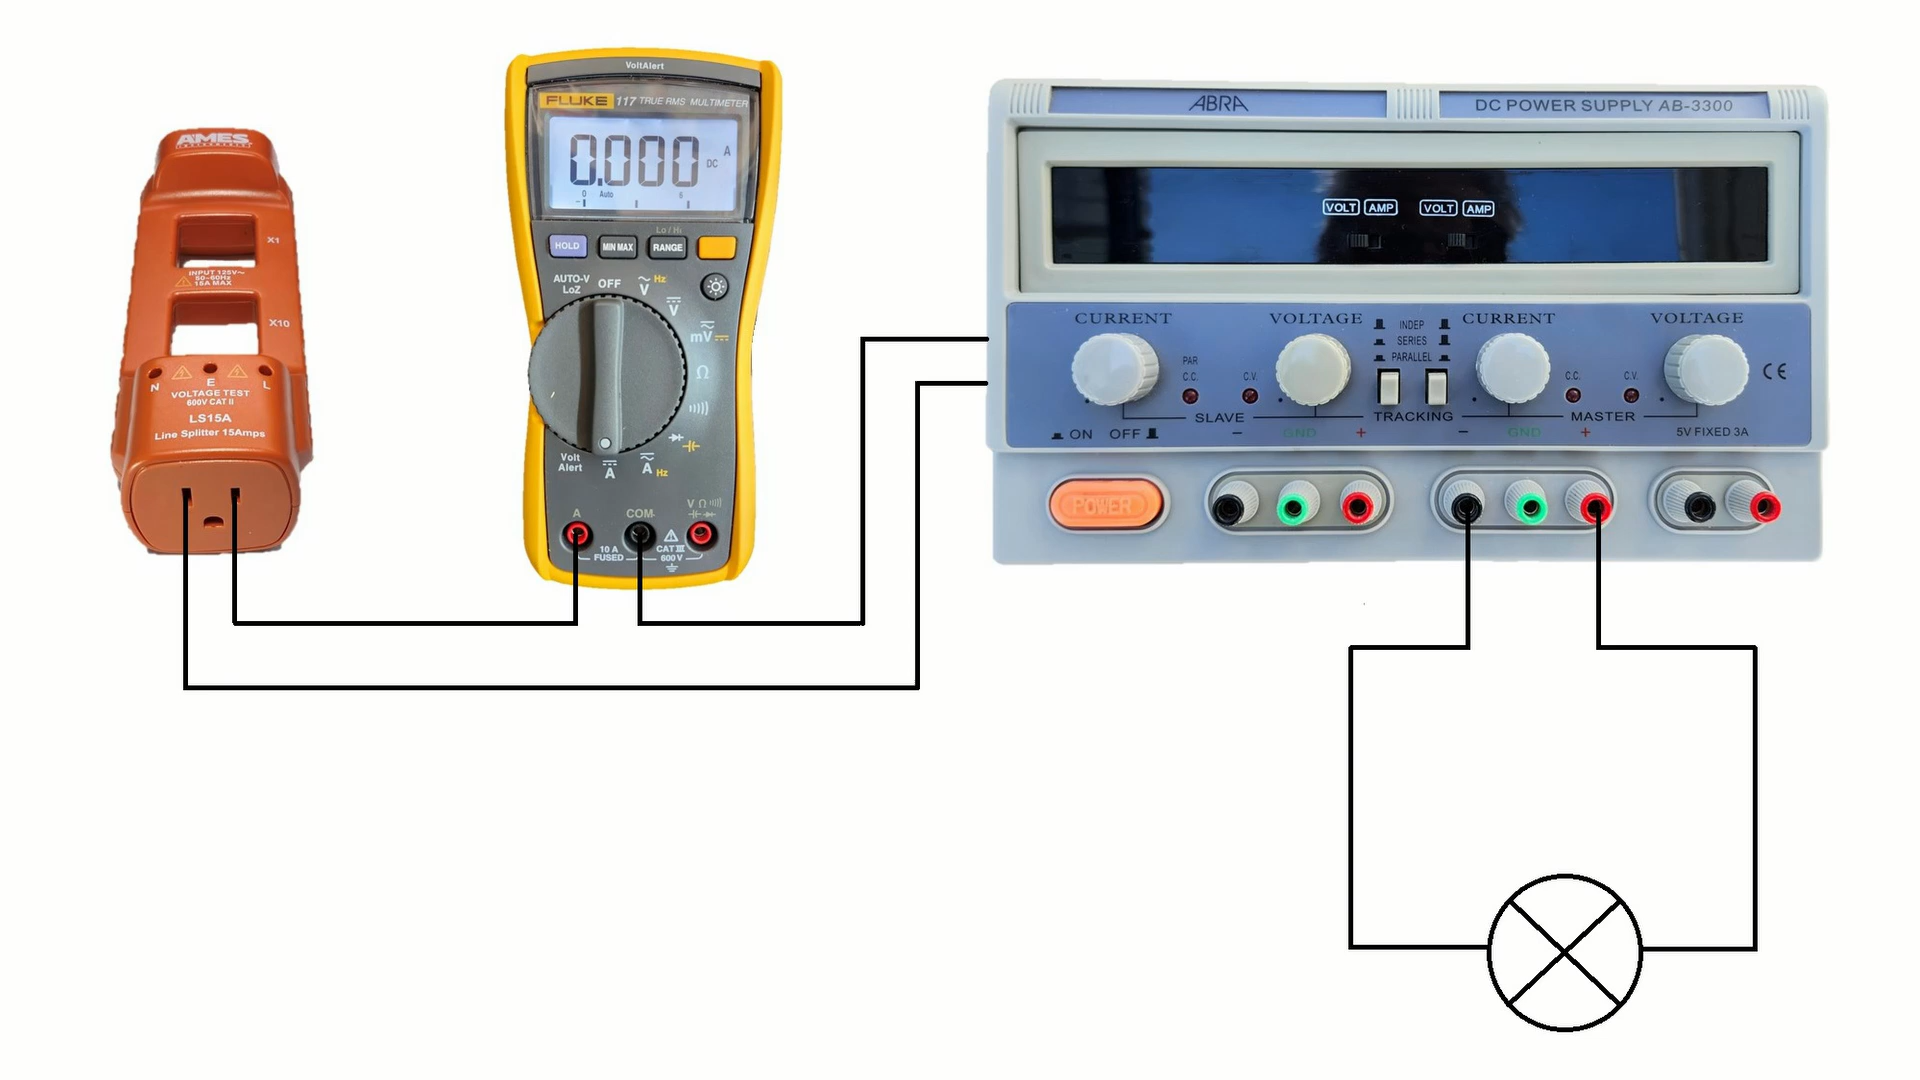 AMES
X1
INPUT 125V~
50-60Hz
15A MAX
X10
N
E
L
VOLTAGE TEST
600V CAT II
LS15A
Line Splitter 15Amps
VoltAlert
FLUKE 117 TRUE RMS MULTIMETER
0.000
A
DC
0
Auto
6
Lo / Hi
HOLD
MIN MAX
RANGE
AUTO-V
LoZ
OFF
V
Hz
V
mV
Ω
Volt
Alert
A
A
Hz
A
COM
V Ω
10 A
FUSED
CAT III
600 V
ABRA
DC POWER SUPPLY AB-3300
VOLT AMP VOLT AMP
CURRENT
VOLTAGE
INDEP
SERIES
PARALLEL
CURRENT
VOLTAGE
PAR
C.C.
C.V.
C.C.
C.V.
CE
SLAVE
TRACKING
MASTER
ON OFF
− GND +
− GND +
5V FIXED 3A
POWER